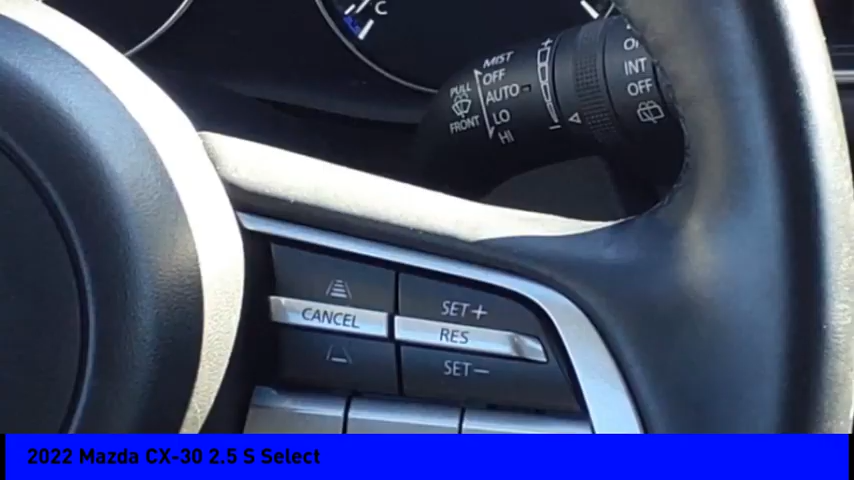 C
MIST
OFF
AUTO
LO
HI
PULL
FRONT
INT
OFF
SET+
CANCEL
RES
SET−
2022 Mazda CX-30 2.5 S Select